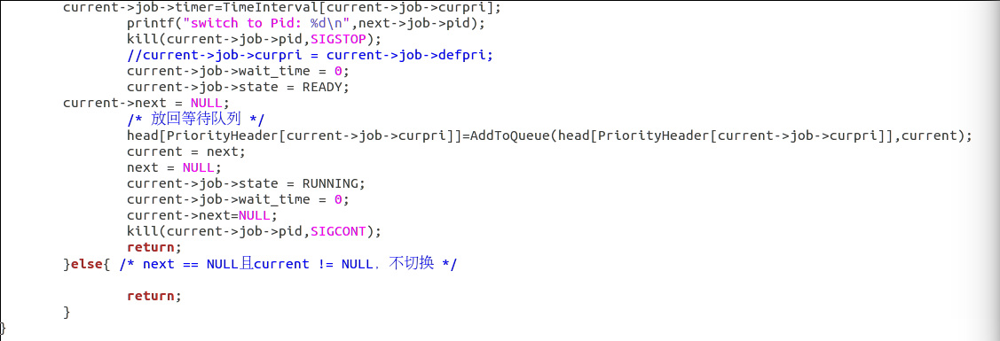 current->job->timer=TimeInterval[current->job->curpri];
printf("switch to Pid: %d\n",next->job->pid);
kill(current->job->pid,SIGSTOP);
//current->job->curpri = current->job->defpri;
current->job->wait_time = 0;
current->job->state = READY;
current->next = NULL;
/* 放回等待队列 */
head[PriorityHeader[current->job->curpri]]=AddToQueue(head[PriorityHeader[current->job->curpri]],current);
current = next;
next = NULL;
current->job->state = RUNNING;
current->job->wait_time = 0;
current->next=NULL;
kill(current->job->pid,SIGCONT);
return;
}else{ /* next == NULL且current != NULL，不切换 */
return;
}
}